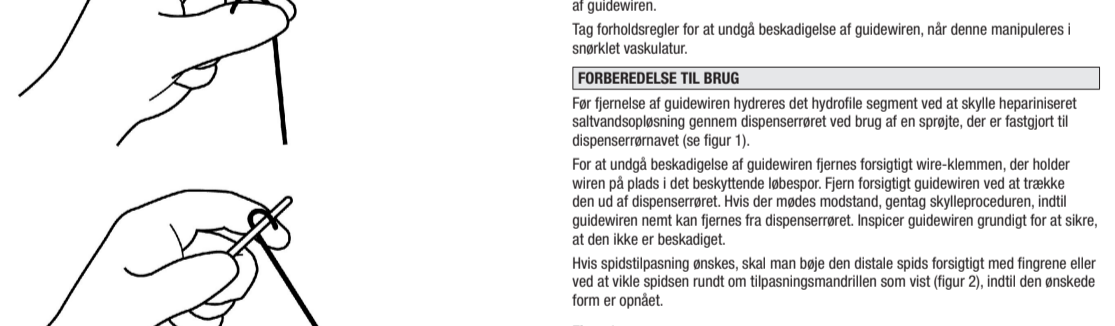 af guidewiren.
Tag forholdsregler for at undgå beskadigelse af guidewiren, når denne manipuleres i
snørklet vaskulatur.
FORBEREDELSE TIL BRUG
Før fjernelse af guidewiren hydreres det hydrofile segment ved at skylle hepariniseret
saltvandsopløsning gennem dispenserrøret ved brug af en sprøjte, der er fastgjort til
dispenserrørnavet (se figur 1).
For at undgå beskadigelse af guidewiren fjernes forsigtigt wire-klemmen, der holder
wiren på plads i det beskyttende løbespor. Fjern forsigtigt guidewiren ved at trække
den ud af dispenserrøret. Hvis der mødes modstand, gentag skylleproceduren, indtil
guidewiren nemt kan fjernes fra dispenserrøret. Inspicer guidewiren grundigt for at sikre,
at den ikke er beskadiget.
Hvis spidstilpasning ønskes, skal man bøje den distale spids forsigtigt med fingrene eller
ved at vikle spidsen rundt om tilpasningsmandrillen som vist (figur 2), indtil den ønskede
form er opnået.